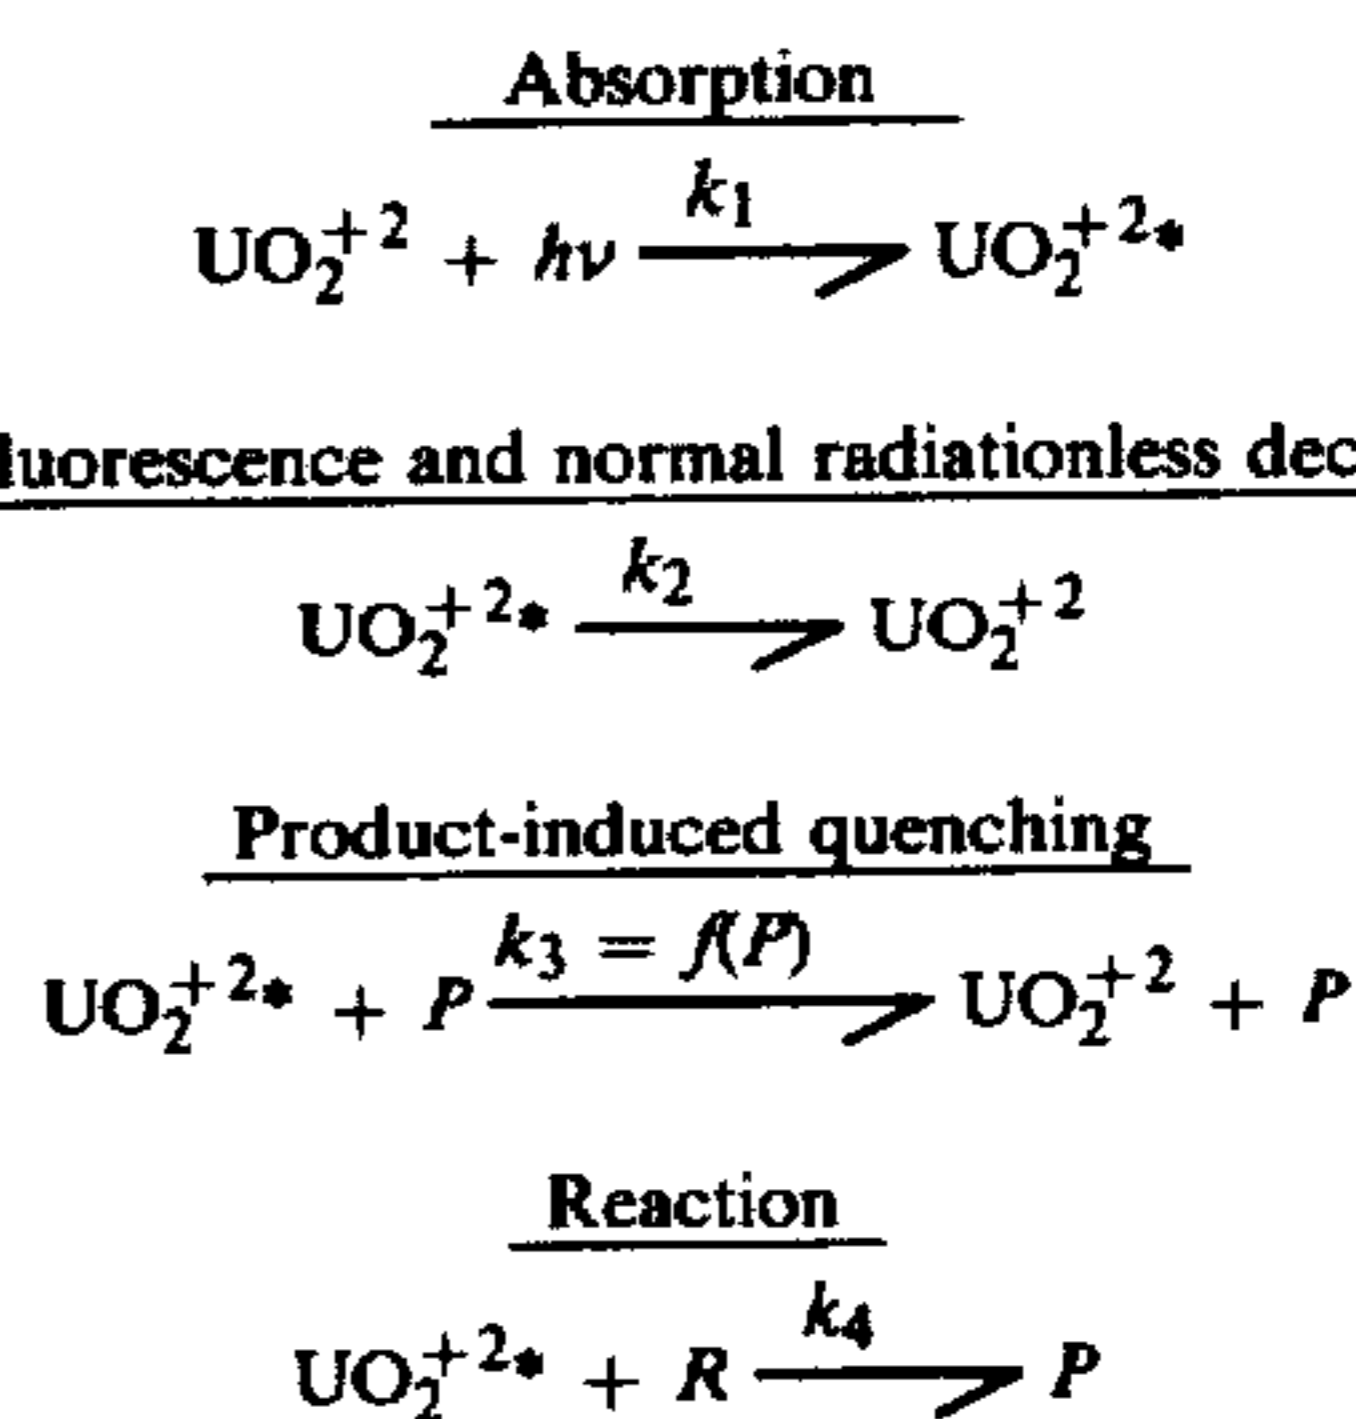 Absorption
k₁
UO₂⁺² + hν ⟶ UO₂⁺²*
luorescence and normal radiationless dec
k₂
UO₂⁺²* ⟶ UO₂⁺²
Product-induced quenching
k₃ = f(P)
UO₂⁺²* + P ⟶ UO₂⁺² + P
Reaction
k₄
UO₂⁺²* + R ⟶ P